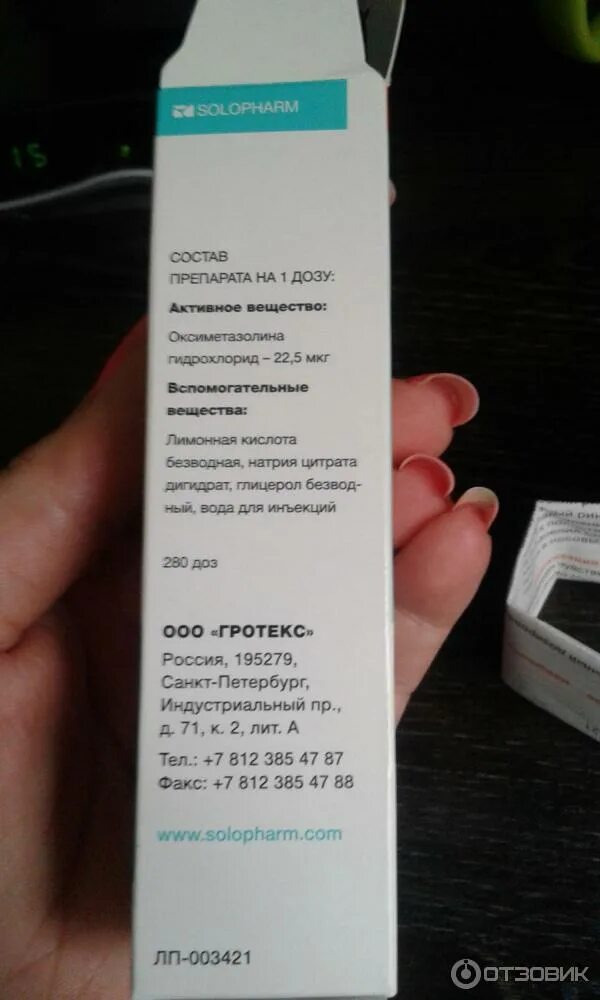 SOLOPHARM
15
СОСТАВ
ПРЕПАРАТА НА 1 ДОЗУ:
Активное вещество:
Оксиметазолина
гидрохлорид – 22,5 мкг
Вспомогательные
вещества:
Лимонная кислота
безводная, натрия цитрата
дигидрат, глицерол безвод-
ный, вода для инъекций
280 доз
ООО «ГРОТЕКС»
Россия, 195279,
Санкт-Петербург,
Индустриальный пр.,
д. 71, к. 2, лит. А
Тел.: +7 812 385 47 87
Факс: +7 812 385 47 88
www.solopharm.com
ЛП-003421
ОТЗОВИК